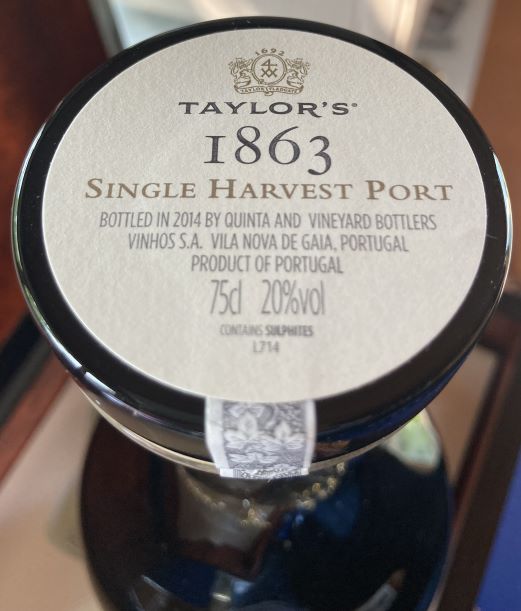 1692
TAYLOR'S®
1863
SINGLE HARVEST PORT
BOTTLED IN 2014 BY QUINTA AND VINEYARD BOTTLERS
VINHOS S.A. VILA NOVA DE GAIA, PORTUGAL
PRODUCT OF PORTUGAL
75cl 20%vol
CONTAINS SULPHITES
L714